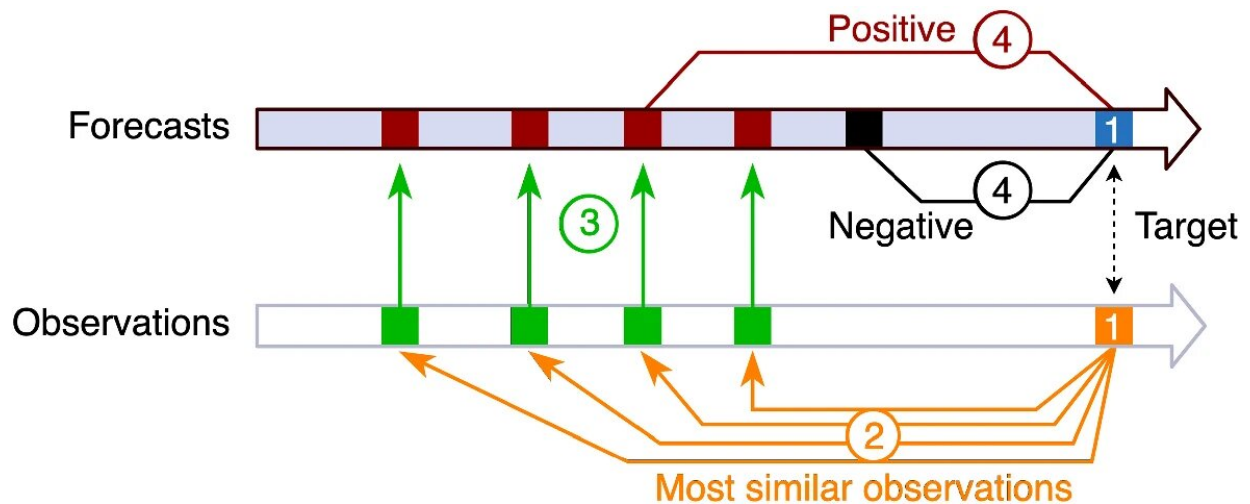 Positive 4
Forecasts 1
3 Negative 4 Target
Observations 1
2
Most similar observations